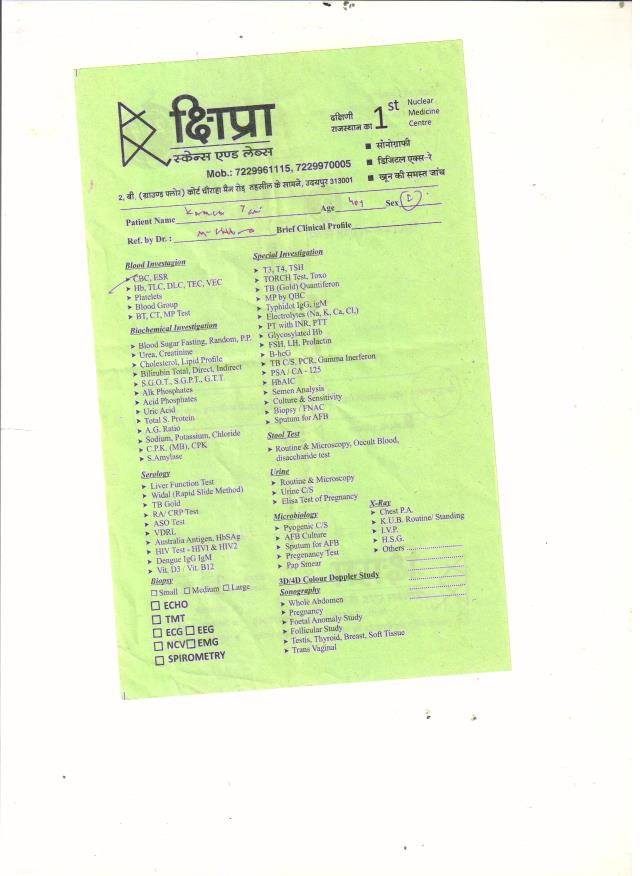 क्षिप्रा
स्केन्स एण्ड लेब्स
दक्षिणी
राजस्थान का 1st Nuclear Medicine Centre
Mob.: 7229961115, 7229970005
■ सोनोग्राफी
■ डिजिटल एक्स-रे
■ खून की समस्त जांच
2, बी, (ग्राउण्ड फ्लोर) कोर्ट चौराहा मैन रोड़, तहसील के सामने, उदयपुर 313001
Patient Name Age Sex
Ref. by Dr. : Brief Clinical Profile
Blood Investagion
➤ CBC, ESR
➤ Hb, TLC, DLC, TEC, VEC
➤ Platelets
➤ Blood Group
➤ BT, CT, MP Test
Biochemical Investigation
➤ Blood Sugar Fasting, Random, P.P.
➤ Urea, Creatinine
➤ Cholesterol, Lipid Profile
➤ Bilirubin Total, Direct, Indirect
➤ S.G.O.T., S.G.P.T., G.T.T.
➤ Alk Phosphates
➤ Acid Phosphates
➤ Uric Acid
➤ Total S. Protein
➤ A.G. Ratio
➤ Sodium, Potassium, Chloride
➤ C.P.K. (MB), CPK
➤ S.Amylase
Serology
➤ Liver Function Test
➤ Widal (Rapid Slide Method)
➤ TB Gold
➤ RA/ CRP Test
➤ ASO Test
➤ VDRL
➤ Australia Antigen, HbSAg
➤ HIV Test - HIV1 & HIV2
➤ Dengue IgG IgM
➤ Vit. D3 / Vit. B12
Biopsy
☐ Small ☐ Medium ☐ Large
☐ ECHO
☐ TMT
☐ ECG ☐ EEG
☐ NCV ☐ EMG
☐ SPIROMETRY
Special Investigation
➤ T3, T4, TSH
➤ TORCH Test, Toxo
➤ TB (Gold) Quantiferon
➤ MP by QBC
➤ Typhidot IgG, igM
➤ Electrolytes (Na, K, Ca, Cl,)
➤ PT with INR, PTT
➤ Glycosylated Hb
➤ FSH, LH, Prolactin
➤ B-hcG
➤ TB C/S, PCR, Gamma Inerferon
➤ PSA / CA - 125
➤ HbAIC
➤ Semen Analysis
➤ Culture & Sensitivity
➤ Biopsy / FNAC
➤ Sputum for AFB
Stool Test
➤ Routine & Microscopy, Occult Blood,
disaccharide test
Urine
➤ Routine & Microscopy
➤ Urine C/S
➤ Elisa Test of Pregnancy
Microbiology
➤ Pyogenic C/S
➤ AFB Culture
➤ Sputum for AFB
➤ Pregenancy Test
➤ Pap Smear
X-Ray
➤ Chest P.A.
➤ K.U.B. Routine/ Standing
➤ I.V.P.
➤ H.S.G.
➤ Others ....................
3D/4D Colour Doppler Study
Sonography
➤ Whole Abdomen
➤ Pregnancy
➤ Foetal Anomaly Study
➤ Follicular Study
➤ Testis, Thyroid, Breast, Soft Tissue
➤ Trans Vaginal